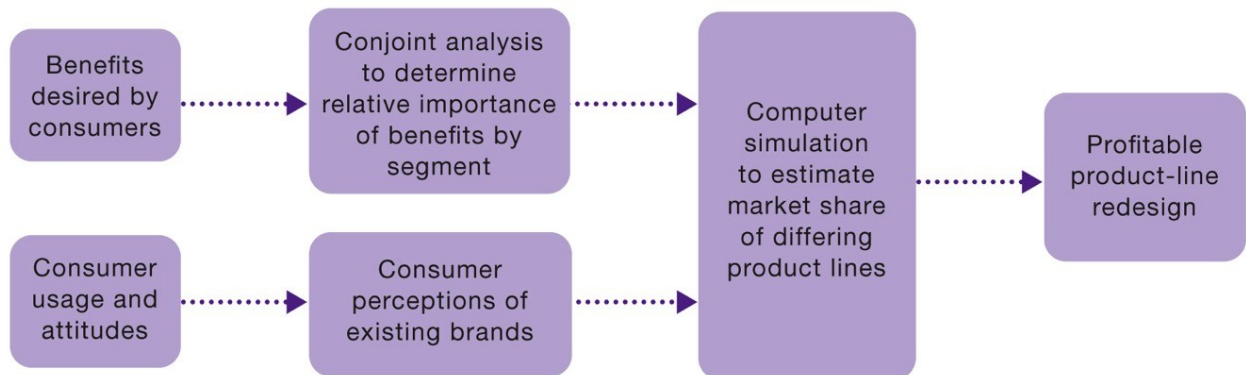 Benefits
desired by
consumers
Conjoint analysis
to determine
relative importance
of benefits by
segment
Consumer
usage and
attitudes
Consumer
perceptions of
existing brands
Computer
simulation
to estimate
market share
of differing
product lines
Profitable
product-line
redesign